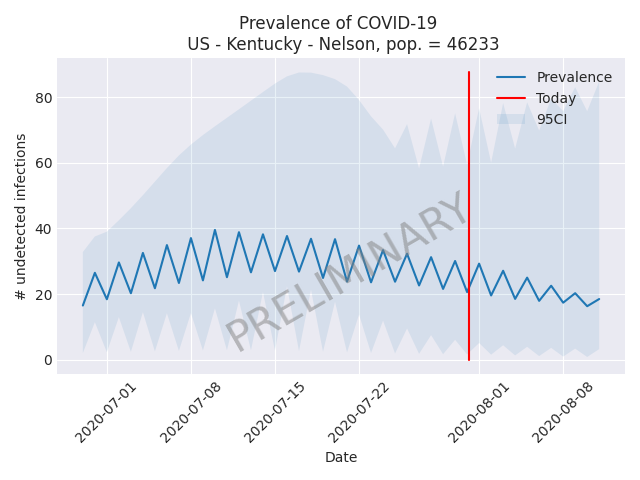 Prevalence of COVID-19
US - Kentucky - Nelson, pop. = 46233
Prevalence
Today
95CI
# undetected infections
80
60
40
20
0
PRELIMINARY
2020-07-01
2020-07-08
2020-07-15
2020-07-22
2020-08-01
2020-08-08
Date